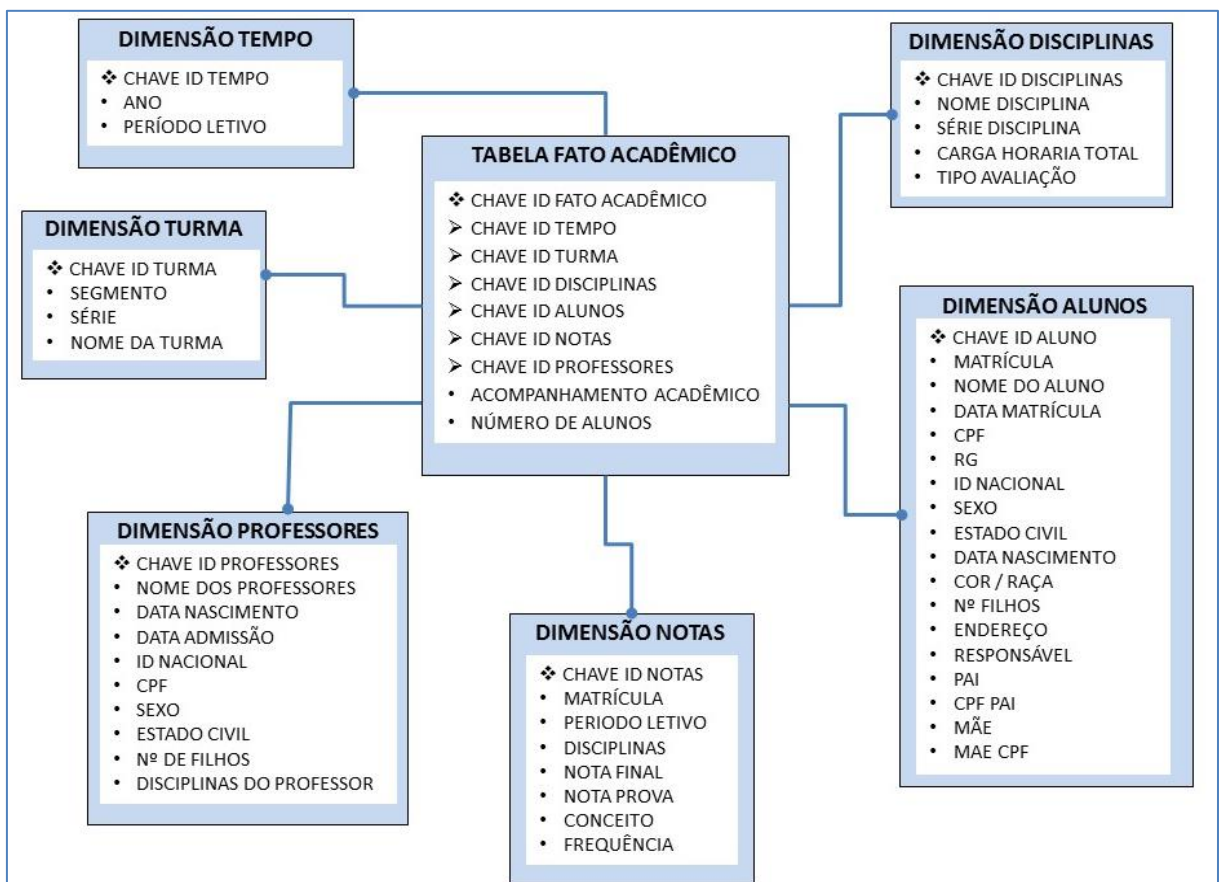 DIMENSÃO TEMPO
❖ CHAVE ID TEMPO
• ANO
• PERÍODO LETIVO
DIMENSÃO DISCIPLINAS
❖ CHAVE ID DISCIPLINAS
• NOME DISCIPLINA
• SÉRIE DISCIPLINA
• CARGA HORARIA TOTAL
• TIPO AVALIAÇÃO
TABELA FATO ACADÊMICO
❖ CHAVE ID FATO ACADÊMICO
➢ CHAVE ID TEMPO
➢ CHAVE ID TURMA
➢ CHAVE ID DISCIPLINAS
➢ CHAVE ID ALUNOS
➢ CHAVE ID NOTAS
➢ CHAVE ID PROFESSORES
• ACOMPANHAMENTO ACADÊMICO
• NÚMERO DE ALUNOS
DIMENSÃO TURMA
❖ CHAVE ID TURMA
• SEGMENTO
• SÉRIE
• NOME DA TURMA
DIMENSÃO ALUNOS
❖ CHAVE ID ALUNO
• MATRÍCULA
• NOME DO ALUNO
• DATA MATRÍCULA
• CPF
• RG
• ID NACIONAL
• SEXO
• ESTADO CIVIL
• DATA NASCIMENTO
• COR / RAÇA
• Nº FILHOS
• ENDEREÇO
• RESPONSÁVEL
• PAI
• CPF PAI
• MÃE
• MAE CPF
DIMENSÃO PROFESSORES
❖ CHAVE ID PROFESSORES
• NOME DOS PROFESSORES
• DATA NASCIMENTO
• DATA ADMISSÃO
• ID NACIONAL
• CPF
• SEXO
• ESTADO CIVIL
• Nº DE FILHOS
• DISCIPLINAS DO PROFESSOR
DIMENSÃO NOTAS
❖ CHAVE ID NOTAS
• MATRÍCULA
• PERIODO LETIVO
• DISCIPLINAS
• NOTA FINAL
• NOTA PROVA
• CONCEITO
• FREQUÊNCIA